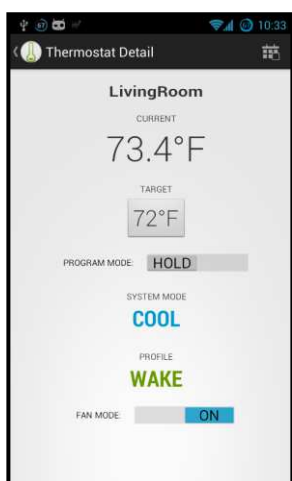 10:33
Thermostat Detail
LivingRoom
CURRENT
73.4°F
TARGET
72°F
PROGRAM MODE: HOLD
SYSTEM MODE
COOL
PROFILE
WAKE
FAN MODE: ON